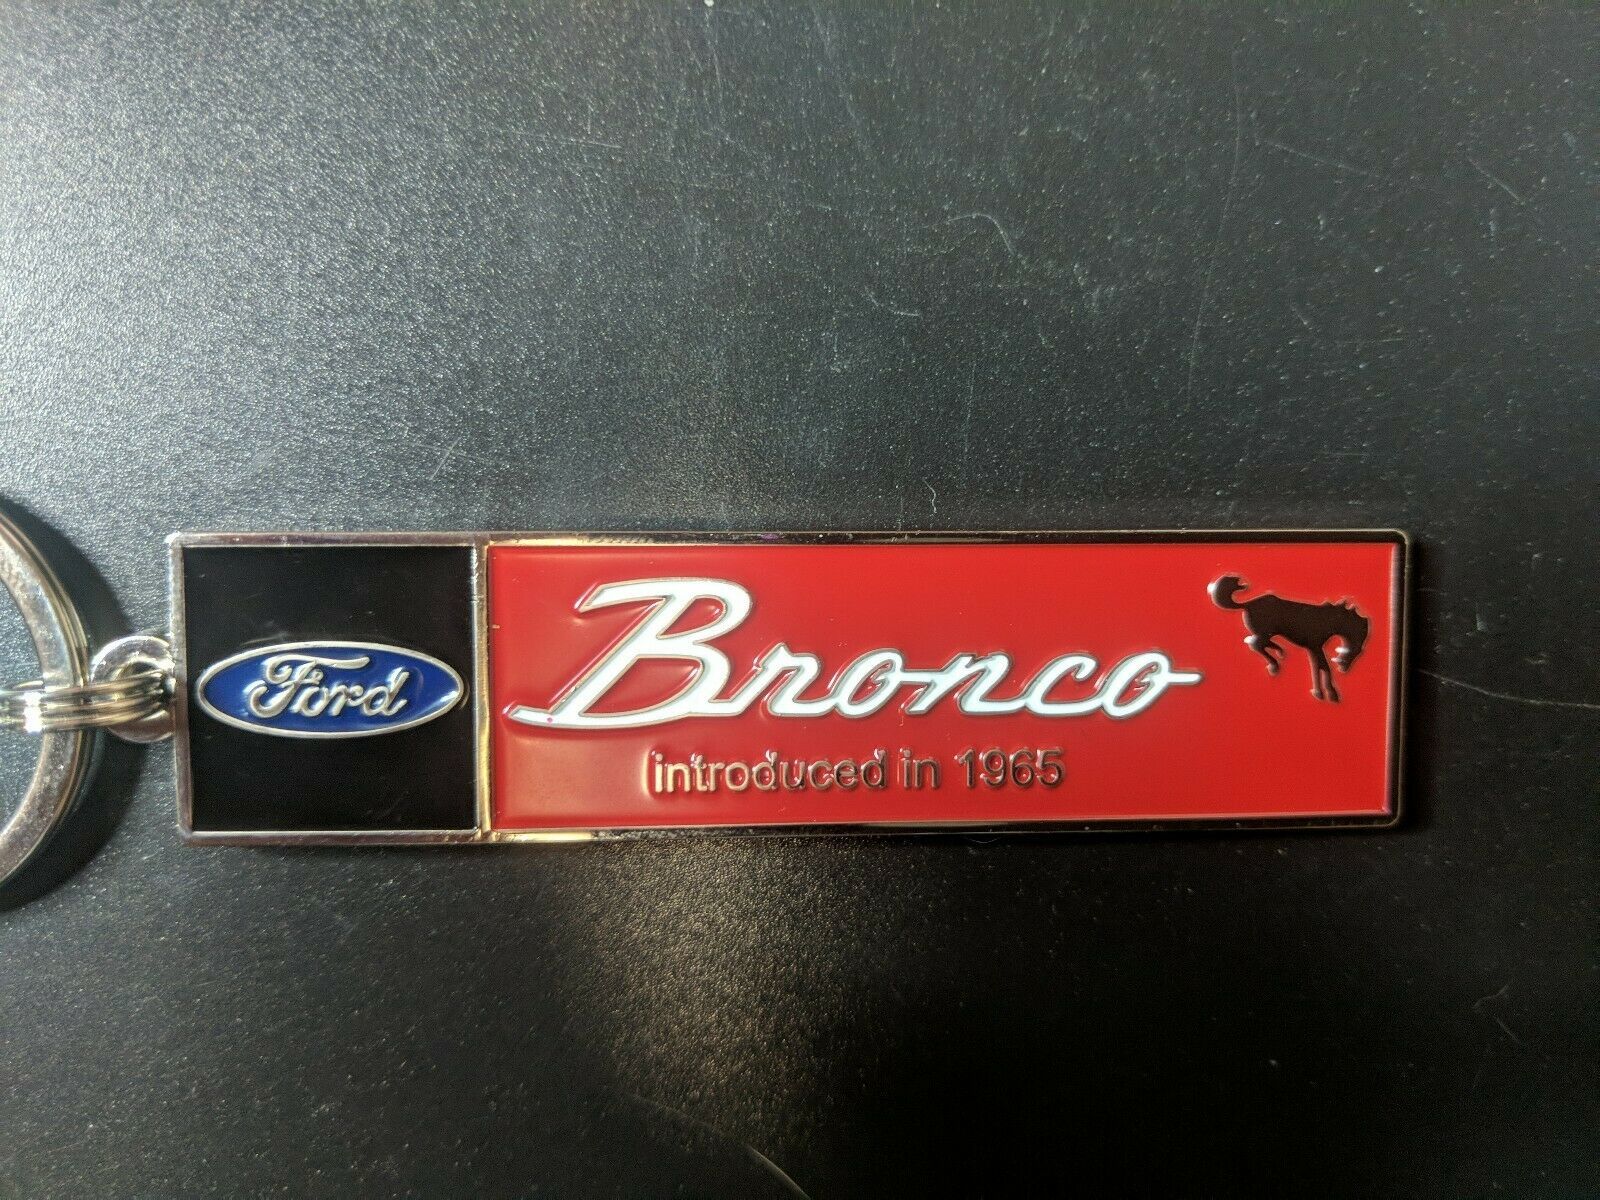 Ford
Bronco
introduced in 1965